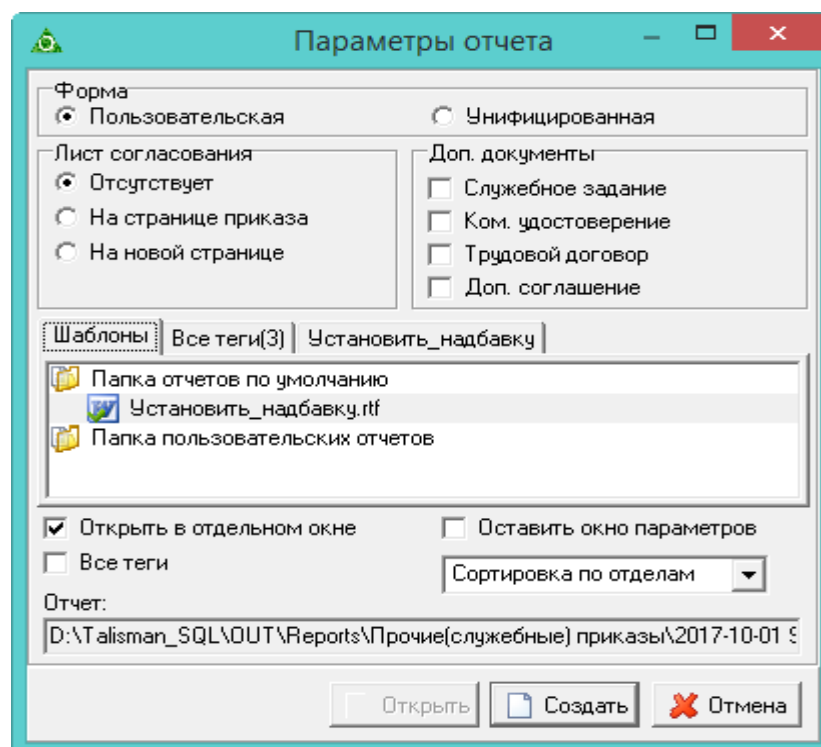 Параметры отчета
Форма
Пользовательская Унифицированная
Лист согласования
Отсутствует
На странице приказа
На новой странице
Доп. документы
Служебное задание
Ком. удостоверение
Трудовой договор
Доп. соглашение
Шаблоны Все теги(3) Установить_надбавку
Папка отчетов по умолчанию
Установить_надбавку.rtf
Папка пользовательских отчетов
Открыть в отдельном окне Оставить окно параметров
Все теги Сортировка по отделам
Отчет:
D:\Talisman_SQL\OUT\Reports\Прочие(служебные) приказы\2017-10-01
Открыть Создать Отмена